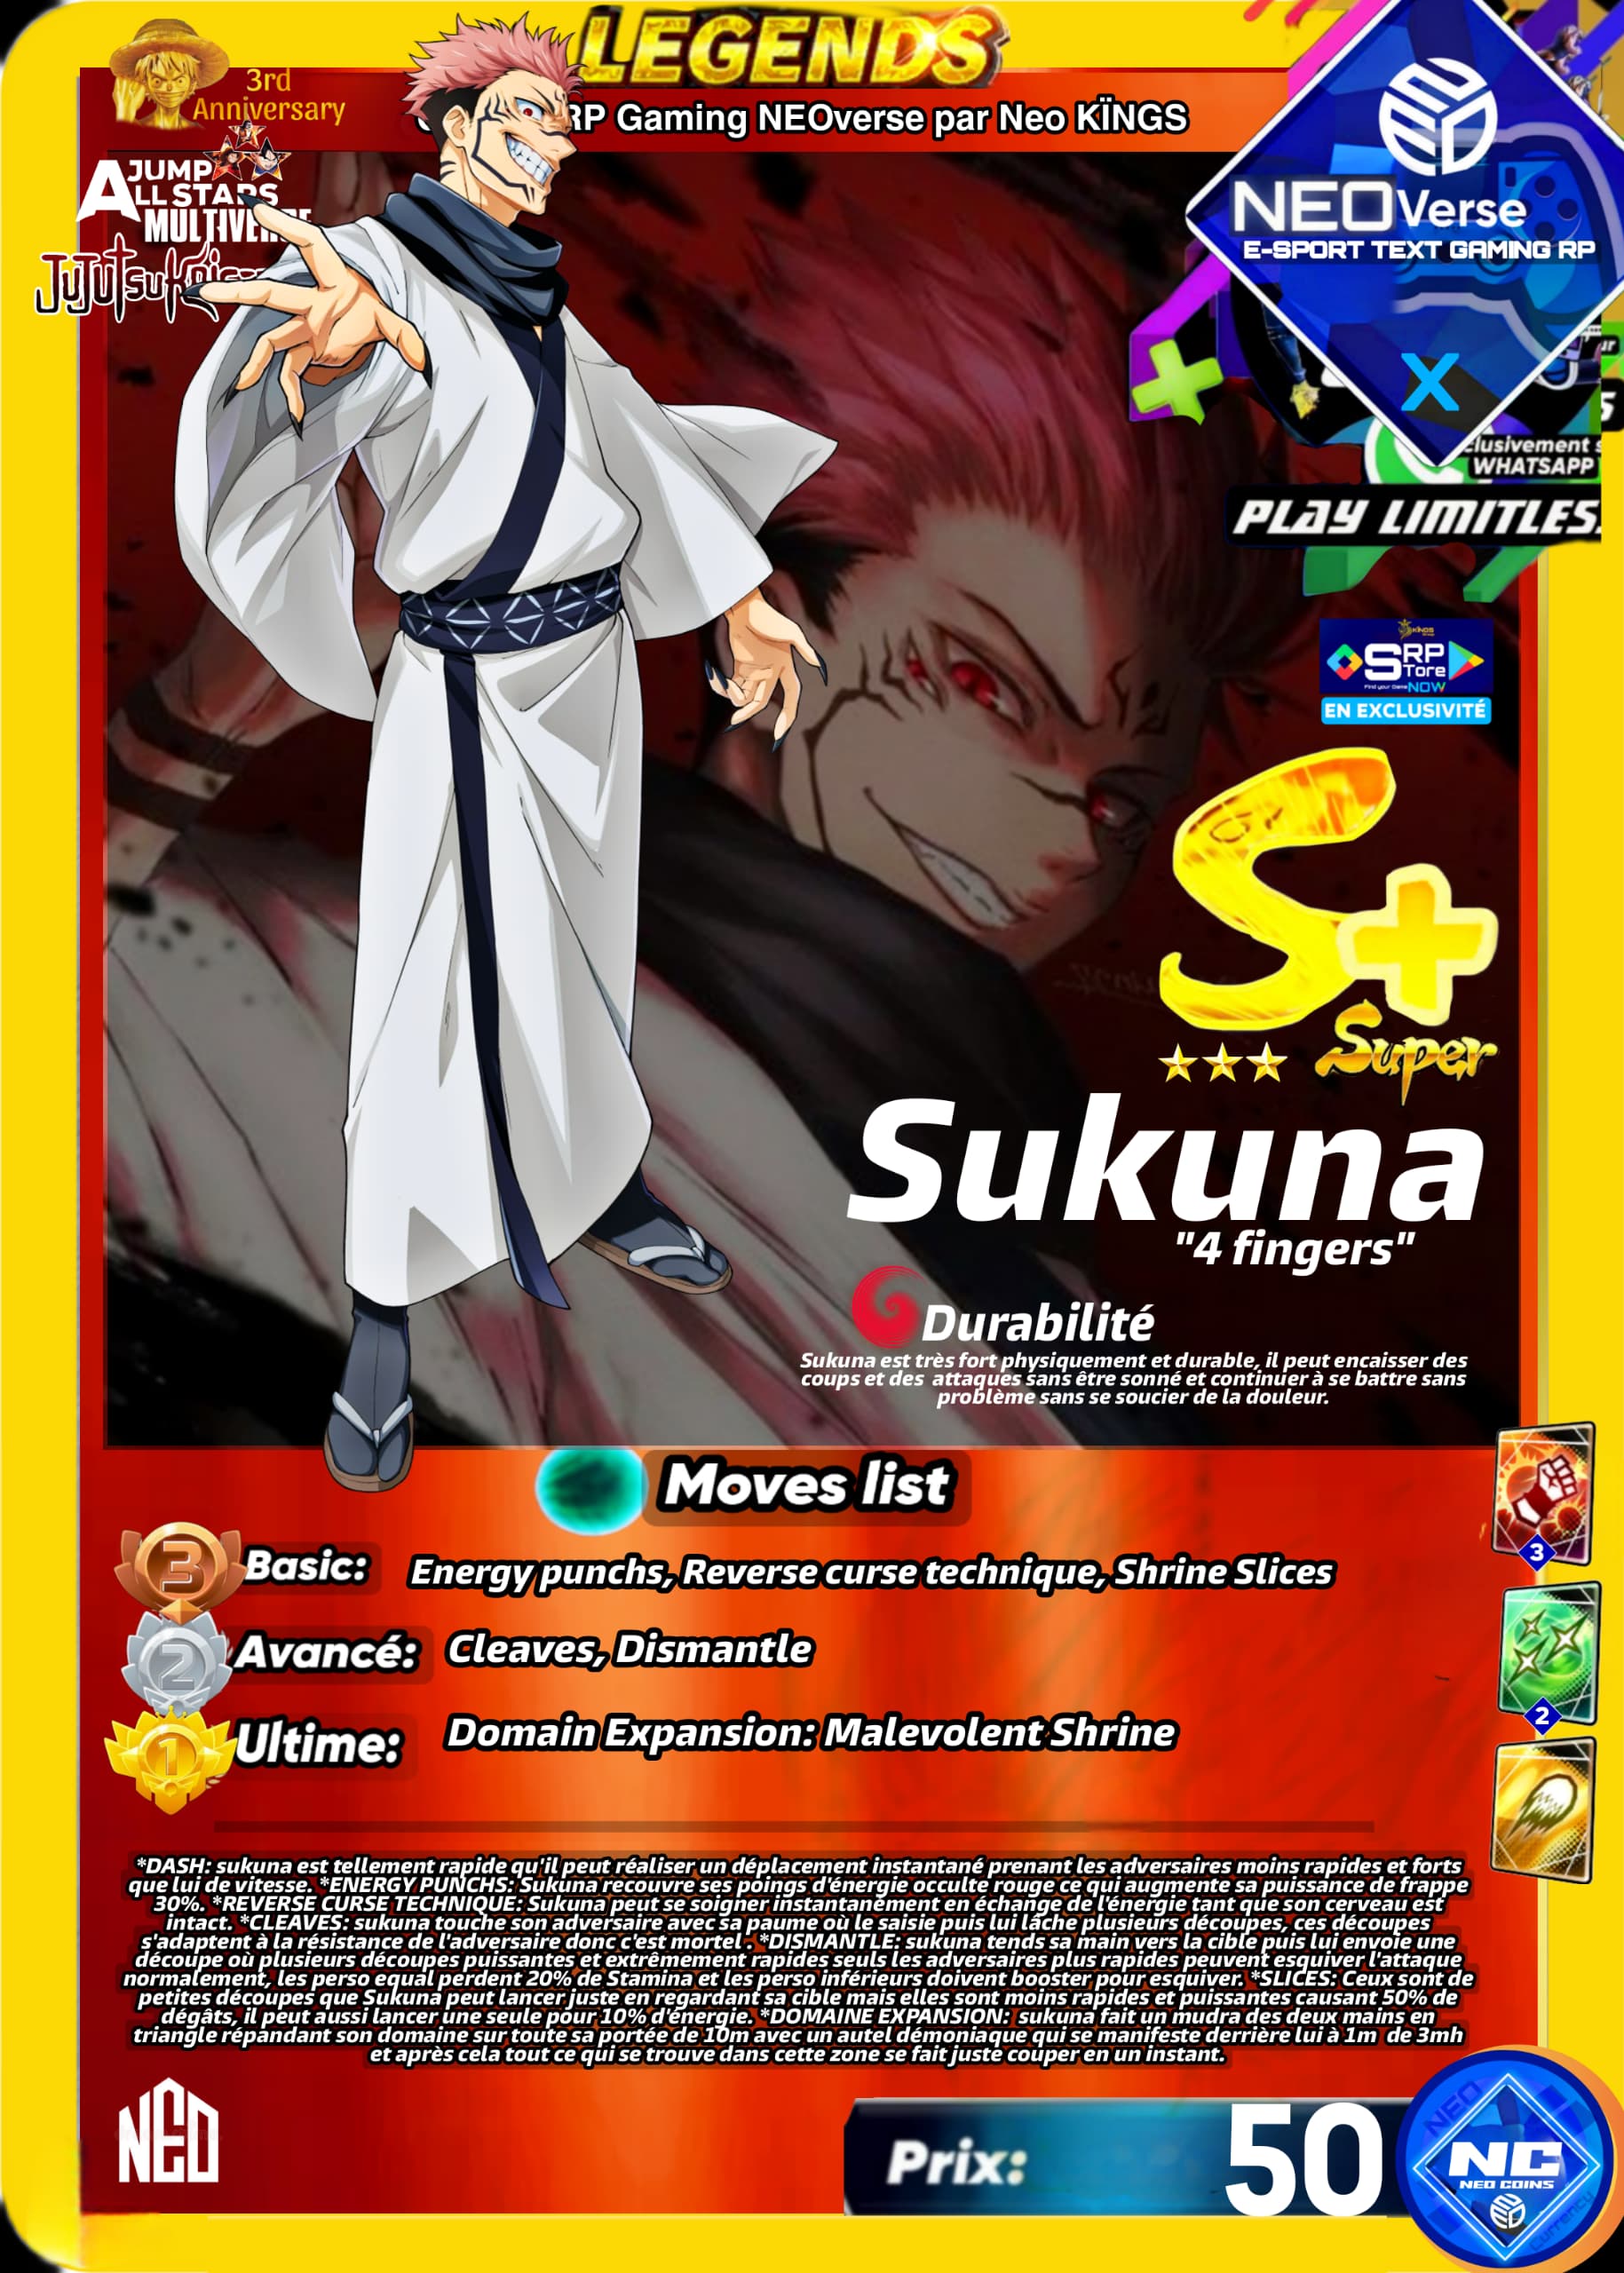 LEGENDS
3rd
Anniversary
RP Gaming NEOverse par Neo KÏNGS
JUMP
ALL STARS
MULTIVE
JUJUTSU
NEOVerse
E-SPORT TEXT GAMING RP
X
clusivement
WHATSAPP
PLAY LIMITLES
SRP
Tore
Find your Game NOW
EN EXCLUSIVITÉ
S+
Super
Sukuna
"4 fingers"
Durabilité
Sukuna est très fort physiquement et durable, il peut encaisser des
coups et des attaques sans être sonné et continuer à se battre sans
problème sans se soucier de la douleur.
Moves list
3 Basic: Energy punchs, Reverse curse technique, Shrine Slices
3
2 Avancé: Cleaves, Dismantle
2
1 Ultime: Domain Expansion: Malevolent Shrine
*DASH: sukuna est tellement rapide qu'il peut réaliser un déplacement instantané prenant les adversaires moins rapides et forts
que lui de vitesse. *ENERGY PUNCHS: Sukuna recouvre ses poings d'énergie occulte rouge ce qui augmente sa puissance de frappe
30%. *REVERSE CURSE TECHNIQUE: Sukuna peut se soigner instantanément en échange de l'énergie tant que son cerveau est
intact. *CLEAVES: sukuna touche son adversaire avec sa paume où le saisie puis lui lâche plusieurs découpes, ces découpes
s'adaptent à la résistance de l'adversaire donc c'est mortel . *DISMANTLE: sukuna tends sa main vers la cible puis lui envoie une
découpe où plusieurs découpes puissantes et extrêmement rapides seuls les adversaires plus rapides peuvent esquiver l'attaque
normalement, les perso equal perdent 20% de Stamina et les perso inférieurs doivent booster pour esquiver. *SLICES: Ceux sont de
petites découpes que Sukuna peut lancer juste en regardant sa cible mais elles sont moins rapides et puissantes causant 50% de
dégâts, il peut aussi lancer une seule pour 10% d'énergie. *DOMAINE EXPANSION: sukuna fait un mudra des deux mains en
triangle répandant son domaine sur toute sa portée de 10m avec un autel démoniaque qui se manifeste derrière lui à 1m de 3mh
et après cela tout ce qui se trouve dans cette zone se fait juste couper en un instant.
NEO
Prix: 50
NC
NEO COINS
Currency